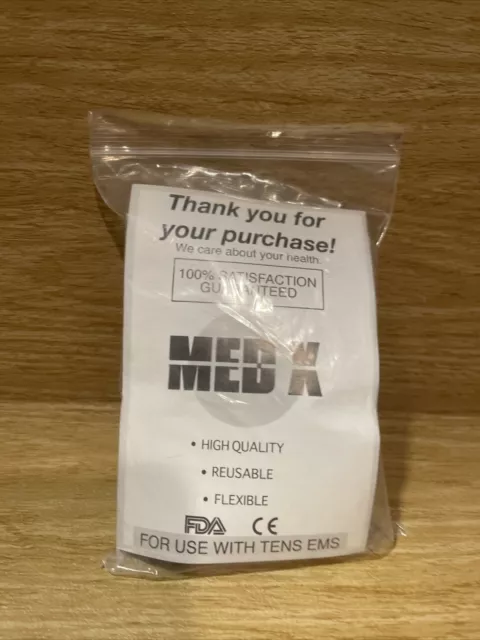 Thank you for
your purchase!
We care about your health.
100% SATISFACTION
GUARANTEED
MED X
• HIGH QUALITY
• REUSABLE
• FLEXIBLE
FDA CE
FOR USE WITH TENS EMS